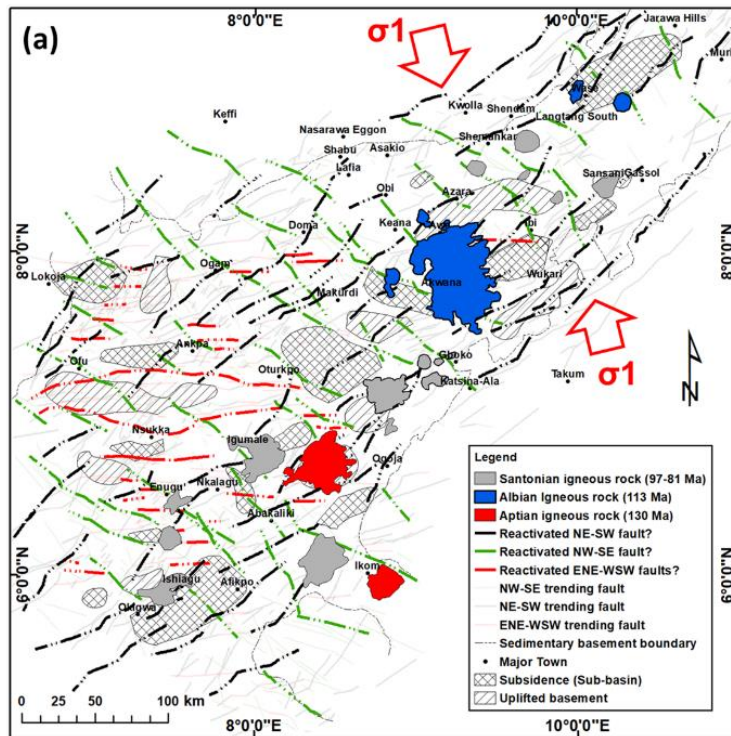 (a)
σ1
8°0'0"E
10°0'0"E
Jarawa Hills
Muri
Wase
Keffi
Kwolla
Shendam
Langtang South
Nasarawa Eggon
Shemankar
Shabu
Asakio
Lafia
SansaniGassol
Obi
Azara
Keana
Awe
Ibi
Doma
8°0'0"N
8°0'0"N
Lokoja
Ogam
Akwana
Wukari
Makurdi
σ1
Ankpa
Gboko
Ofu
Oturkpo
Katsina-Ala
Takum
N
Nsukka
Igumale
Ogoja
Enugu
Nkalagu
Abakaliki
6°0'0"N
6°0'0"N
Ikom
Ishiagu
Afikpo
Okigwa
Legend
Santonian igneous rock (97-81 Ma)
Albian Igneous rock (113 Ma)
Aptian igneous rock (130 Ma)
Reactivated NE-SW fault?
Reactivated NW-SE fault?
Reactivated ENE-WSW faults?
NW-SE trending fault
NE-SW trending fault
ENE-WSW trending fault
Sedimentary basement boundary
Major Town
Subsidence (Sub-basin)
Uplifted basement
0 25 50 100 km
8°0'0"E
10°0'0"E